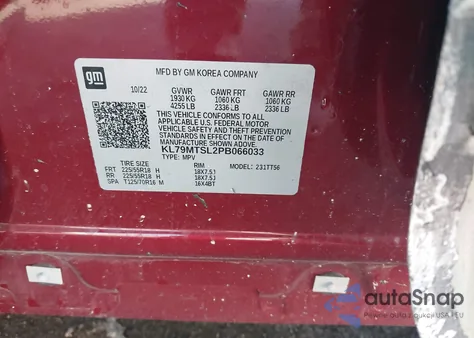 gm
MFD BY GM KOREA COMPANY
10/22 GVWR GAWR FRT GAWR RR
1930 KG 1060 KG 1060 KG
4255 LB 2336 LB 2336 LB
THIS VEHICLE CONFORMS TO ALL
APPLICABLE U.S. FEDERAL MOTOR
VEHICLE SAFETY AND THEFT PREVENTION
STANDARDS IN EFFECT ON THE DATE OF
MANUFACTURE SHOWN ABOVE.
KL79MTSL2PB066033
TYPE: MPV
TIRE SIZE RIM 231TT56
FRT 225/55R18 H 18X7.5J
RR 225/55R18 H 18X7.5J
SPA T125/70R16 M 16X4BT
autoSnap